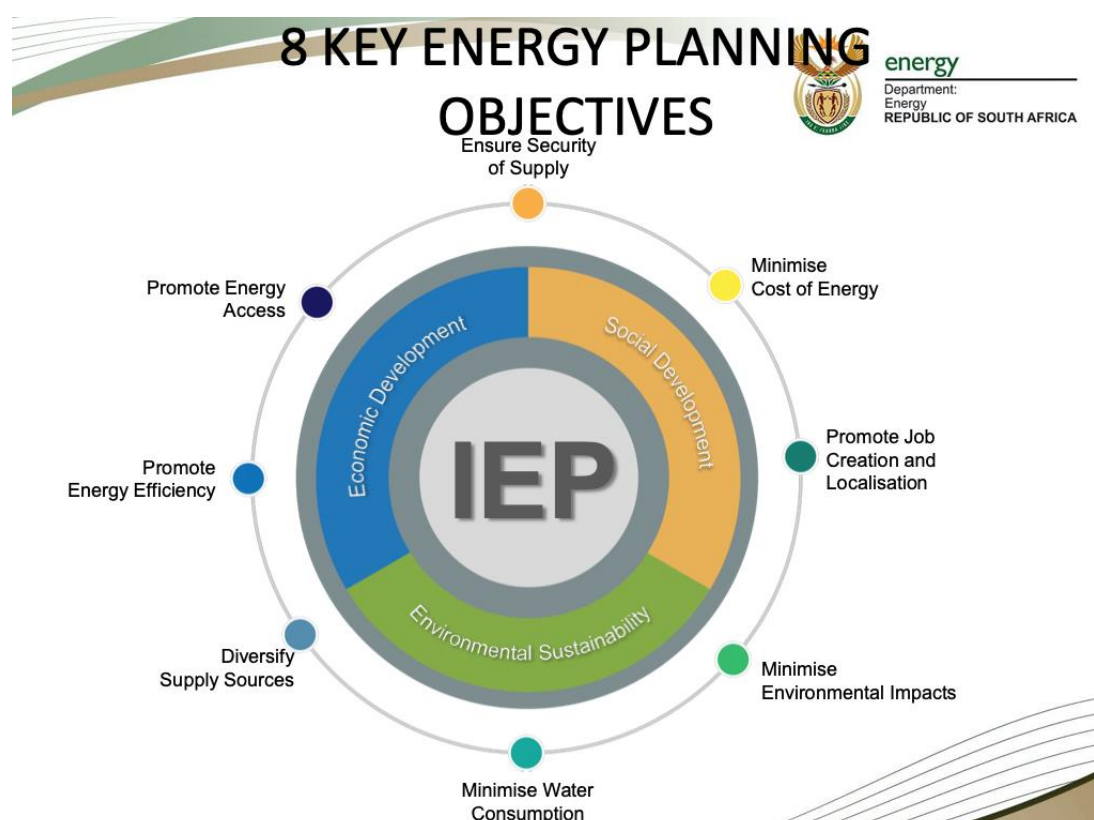 8 KEY ENERGY PLANNING
OBJECTIVES
energy
Department:
Energy
REPUBLIC OF SOUTH AFRICA
Ensure Security
of Supply
Minimise
Cost of Energy
Promote Job
Creation and
Localisation
Minimise
Environmental Impacts
Minimise Water
Consumption
Diversify
Supply Sources
Promote
Energy Efficiency
Promote Energy
Access
Economic Development
Social Development
Environmental Sustainability
IEP